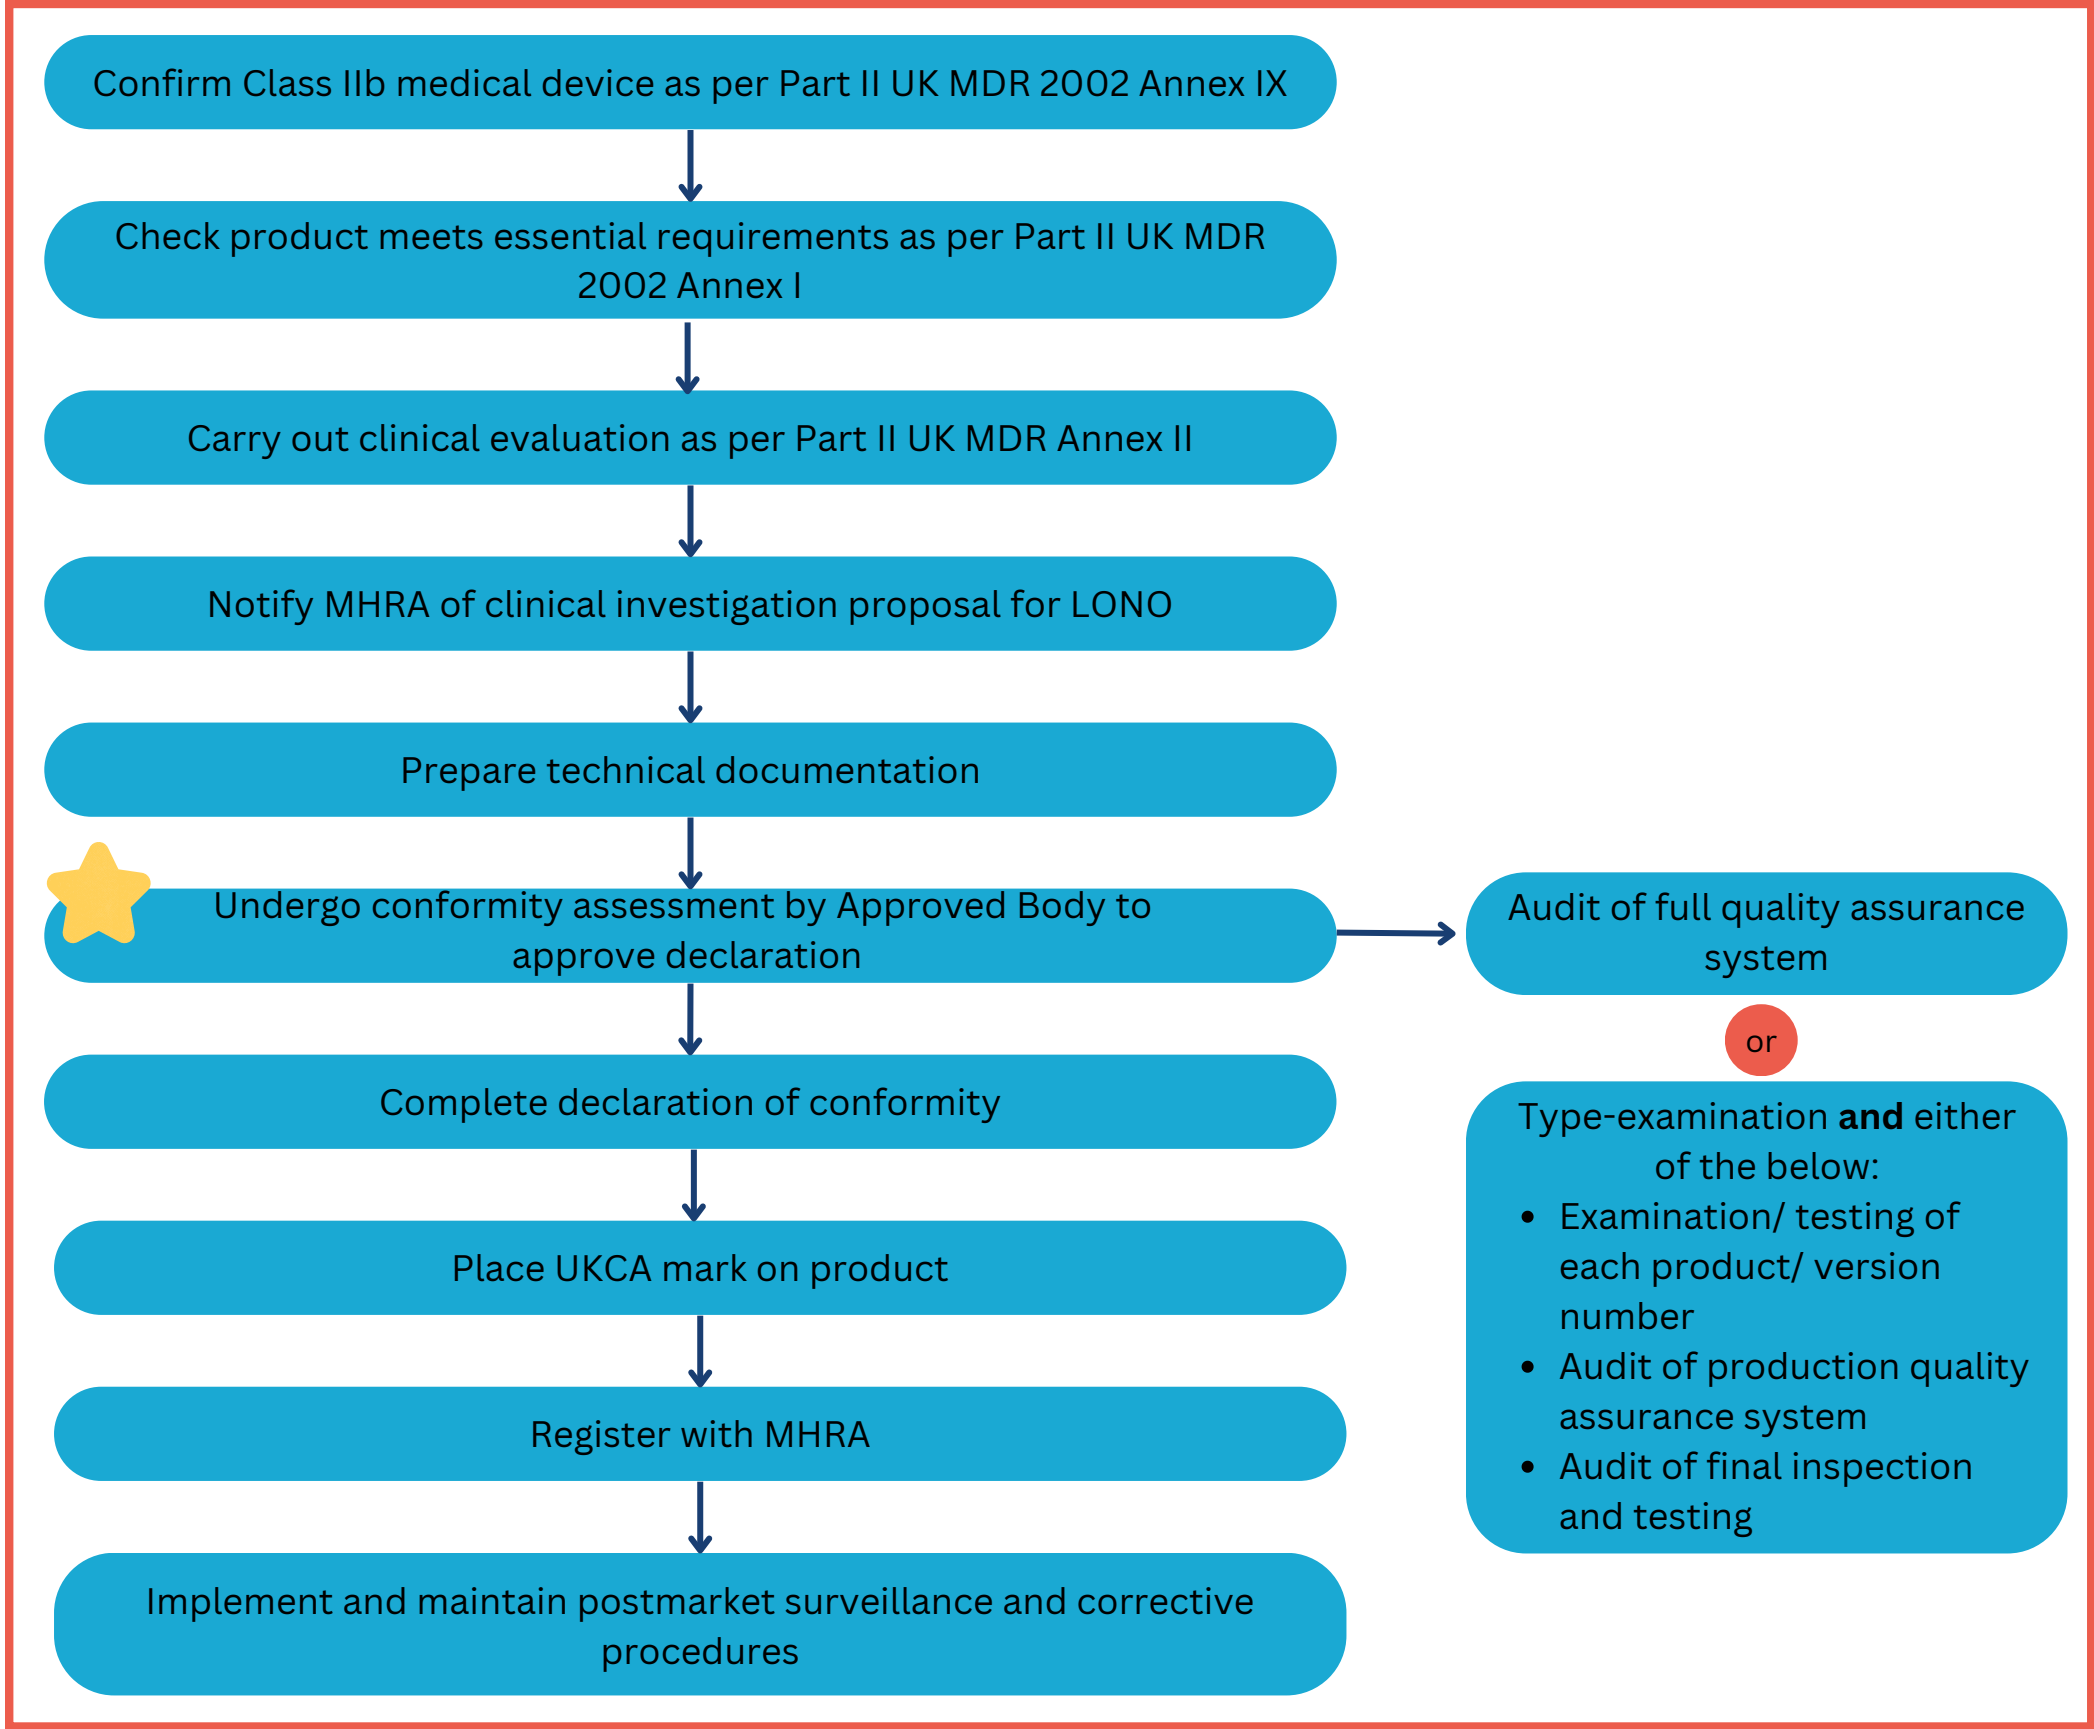 Confirm Class IIb medical device as per Part II UK MDR 2002 Annex IX
Check product meets essential requirements as per Part II UK MDR
2002 Annex I
Carry out clinical evaluation as per Part II UK MDR Annex II
Notify MHRA of clinical investigation proposal for LONO
Prepare technical documentation
Undergo conformity assessment by Approved Body to
approve declaration
Audit of full quality assurance
system
or
Type-examination and either
of the below:
• Examination/ testing of
each product/ version
number
• Audit of production quality
assurance system
• Audit of final inspection
and testing
Complete declaration of conformity
Place UKCA mark on product
Register with MHRA
Implement and maintain postmarket surveillance and corrective
procedures